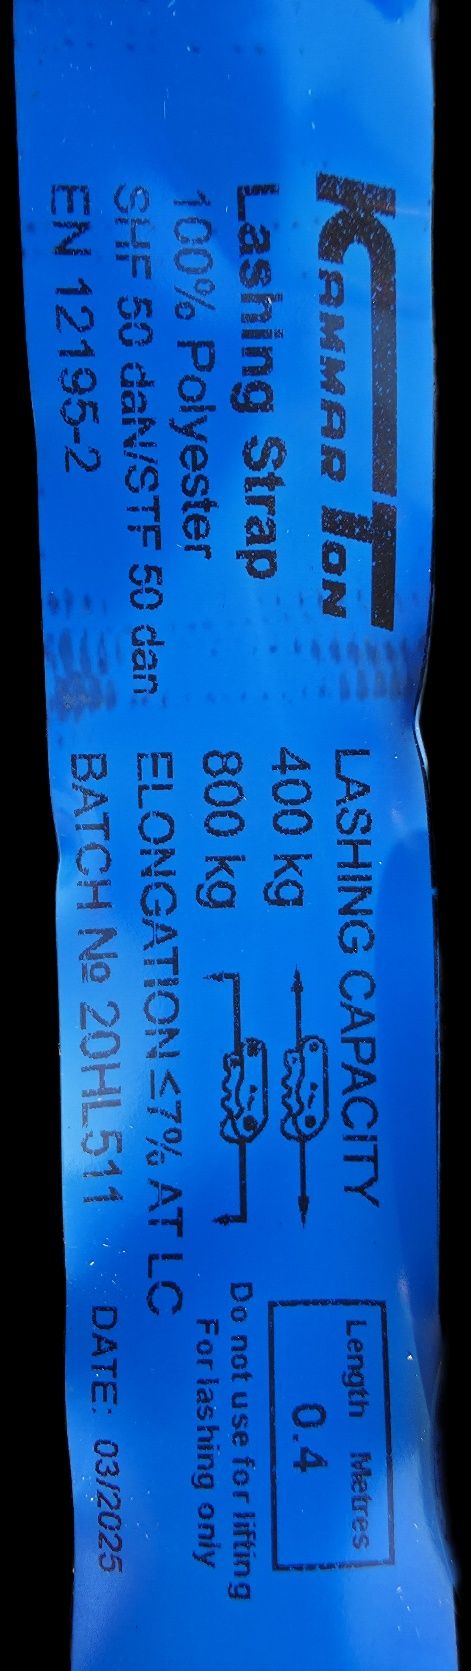 KAMMAR TON
Lashing Strap
100% Polyester
SHF 50 daN/STF 50 dan
EN 12195-2
LASHING CAPACITY
400 kg
800 kg
ELONGATION ≤7% AT LC
BATCH № 20HL511
Length Metres
0.4
Do not use for lifting
For lashing only
DATE: 03/2025